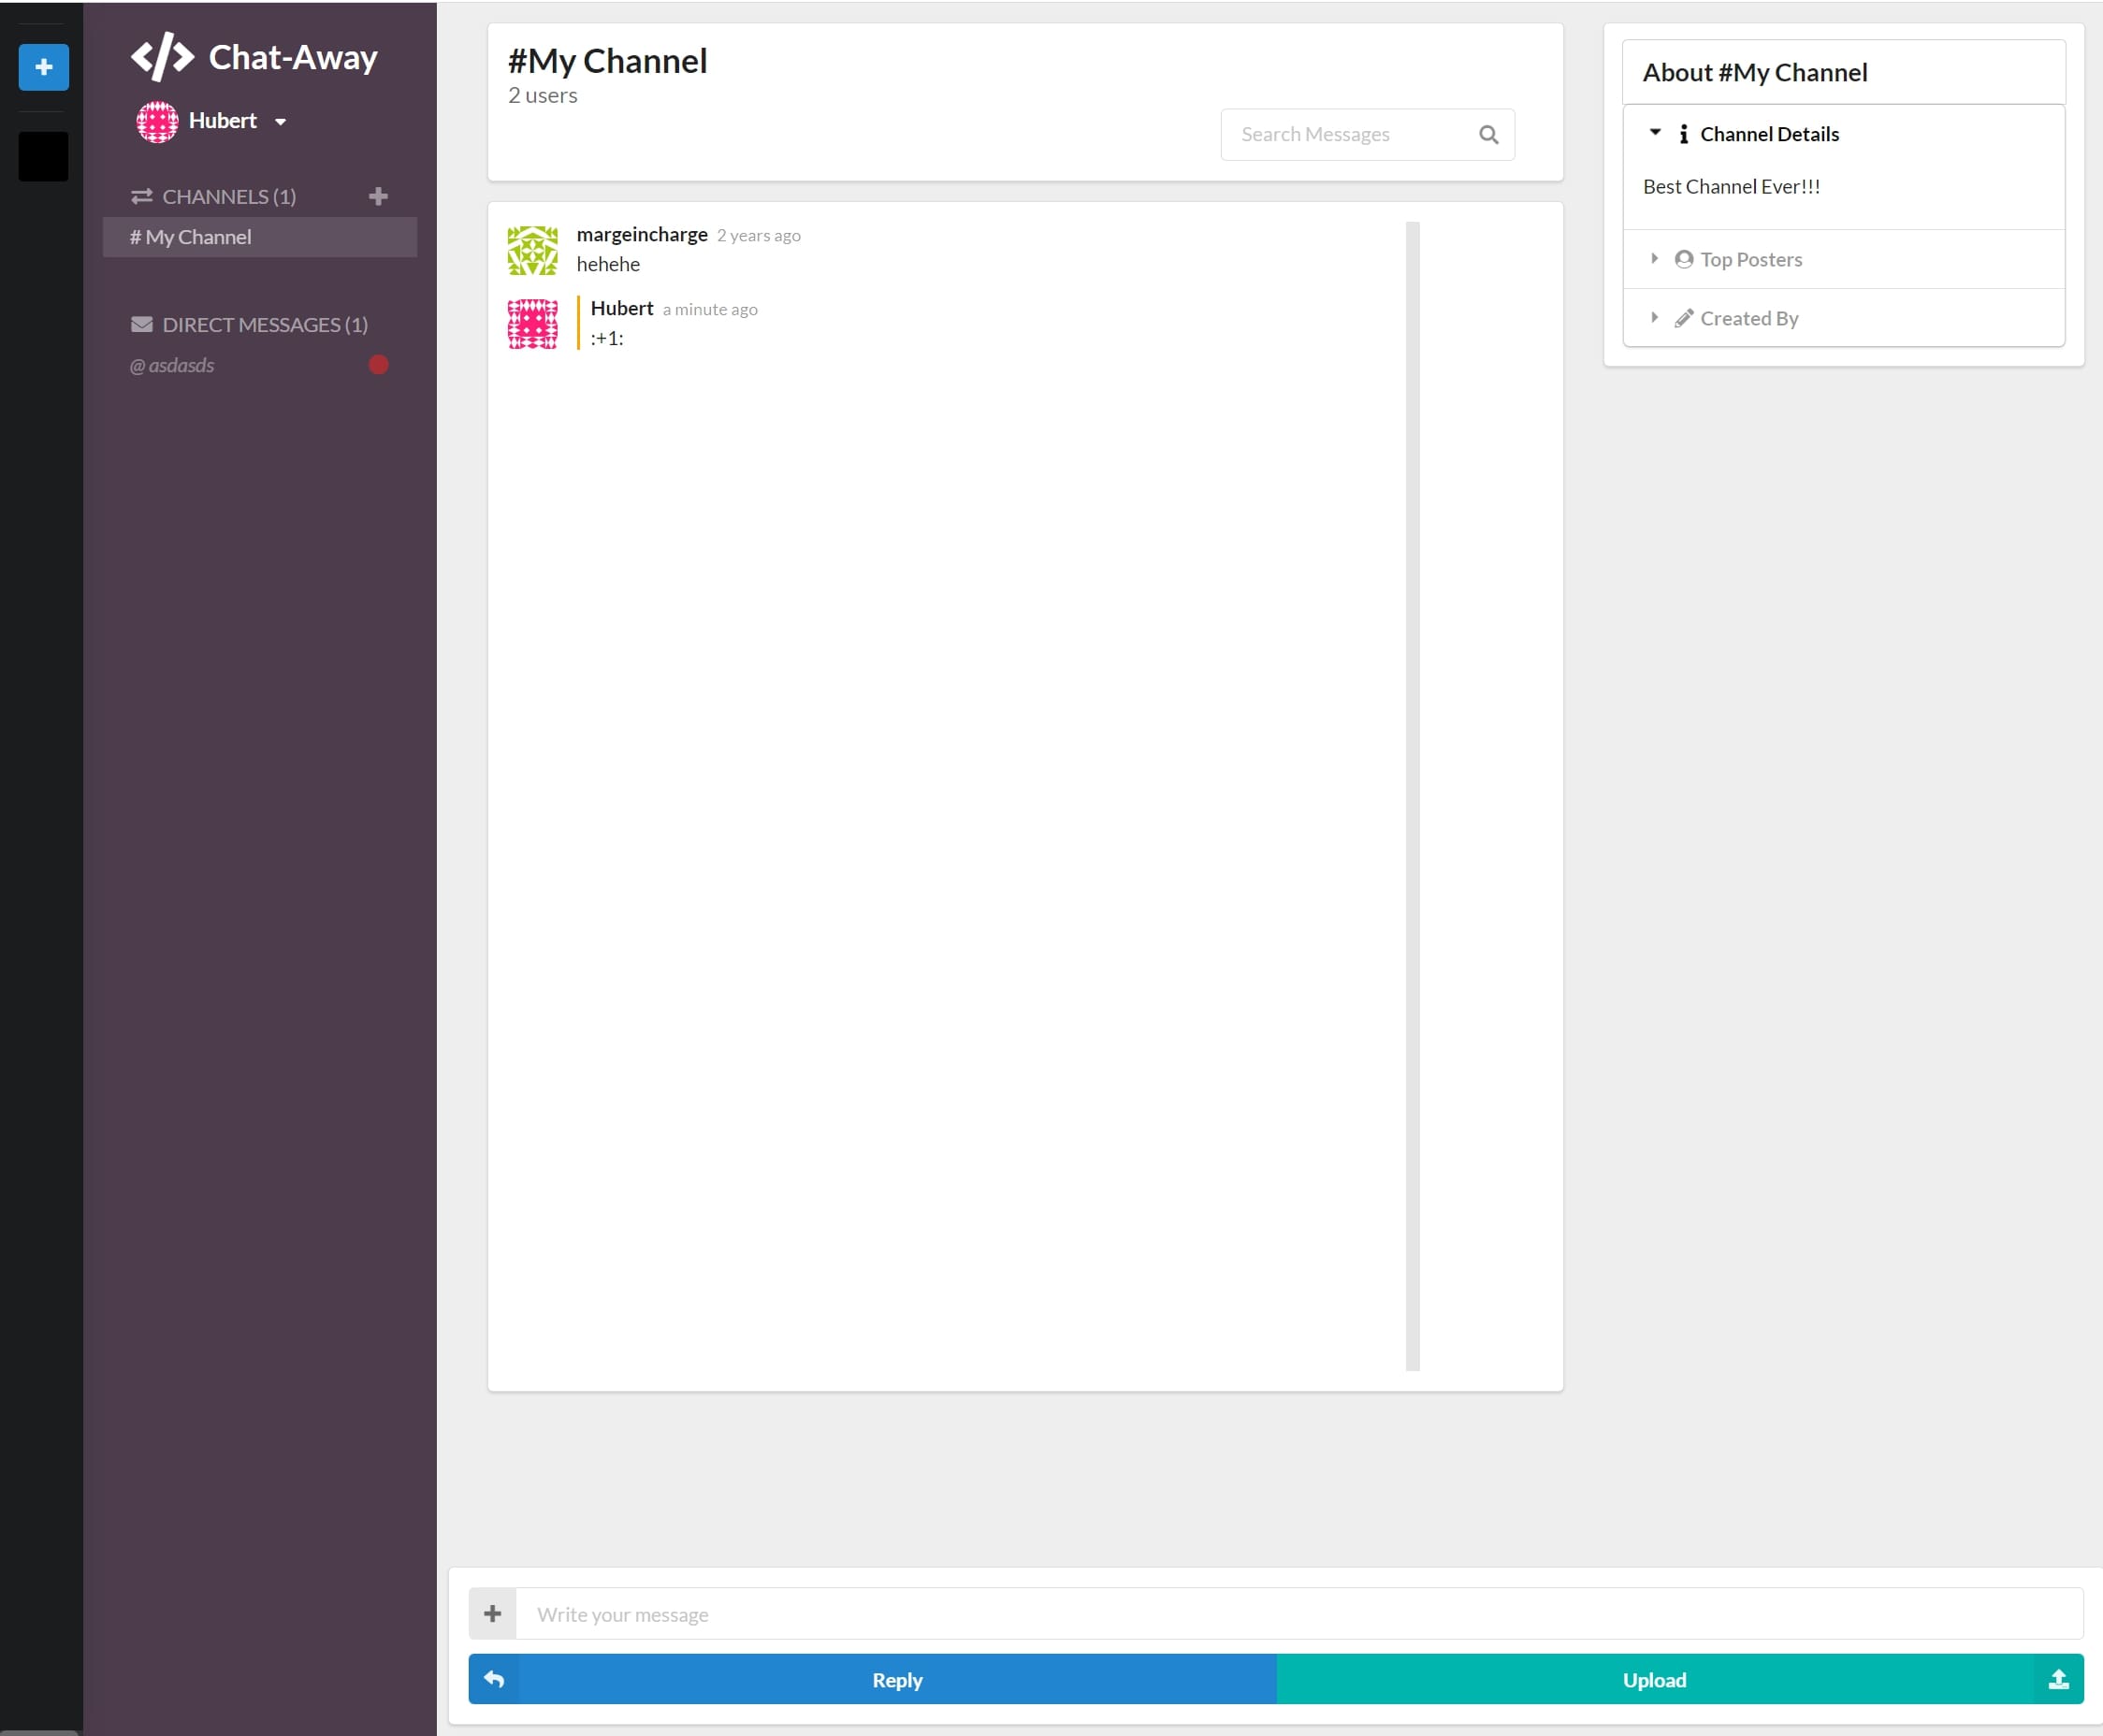 Chat-Away
Hubert
CHANNELS (1)
# My Channel
DIRECT MESSAGES (1)
@ asdasds
#My Channel
2 users
Search Messages
margeincharge 2 years ago
hehehe
Hubert a minute ago
:+1:
About #My Channel
Channel Details
Best Channel Ever!!!
Top Posters
Created By
Write your message
Reply
Upload